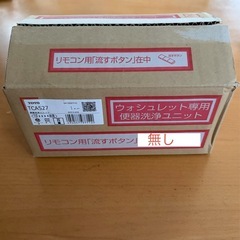 リモコン用「流すボタン」在中
TOTO
TCA527
ウォシュレット専用
便器洗浄ユニット
リモコン用「流すボタン」
無し